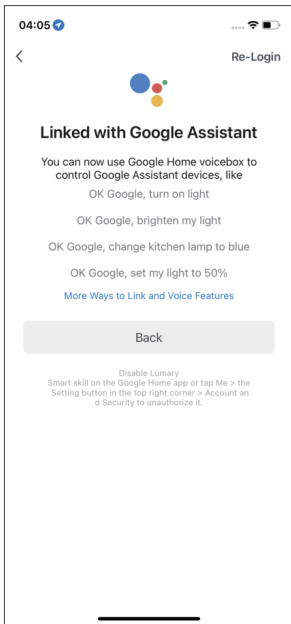 04:05
Re-Login
Linked with Google Assistant
You can now use Google Home voicebox to
control Google Assistant devices, like
OK Google, turn on light
OK Google, brighten my light
OK Google, change kitchen lamp to blue
OK Google, set my light to 50%
More Ways to Link and Voice Features
Back
Disable Lumary
Smart skill on the Google Home app or tap Me > the
Setting button in the top right corner > Account an
d Security to unauthorize it.